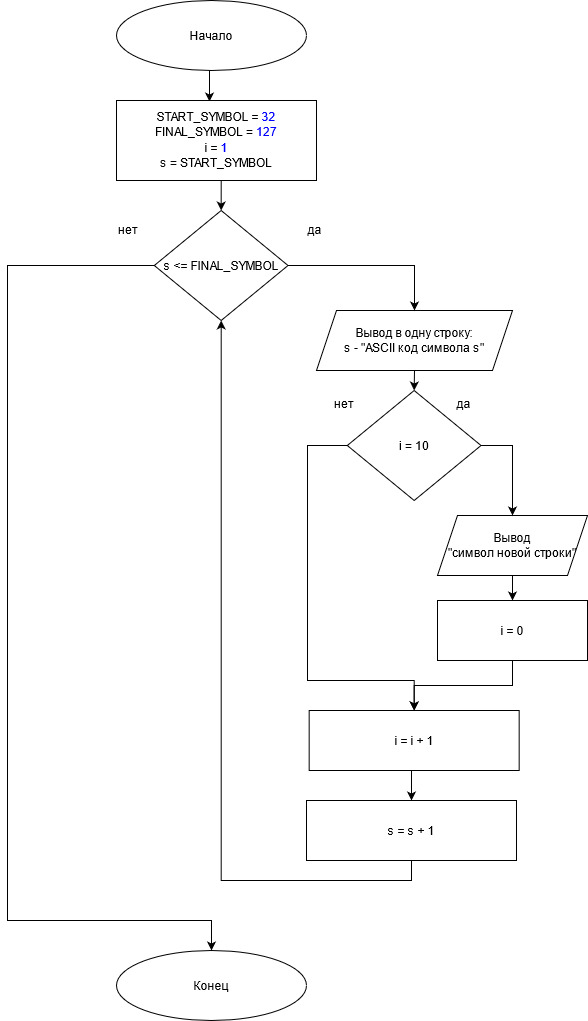 Начало
START_SYMBOL = 32
FINAL_SYMBOL = 127
i = 1
s = START_SYMBOL
нет
да
s <= FINAL_SYMBOL
Вывод в одну строку:
s - "ASCII код символа s"
нет
да
i = 10
Вывод
"символ новой строки"
i = 0
i = i + 1
s = s + 1
Конец